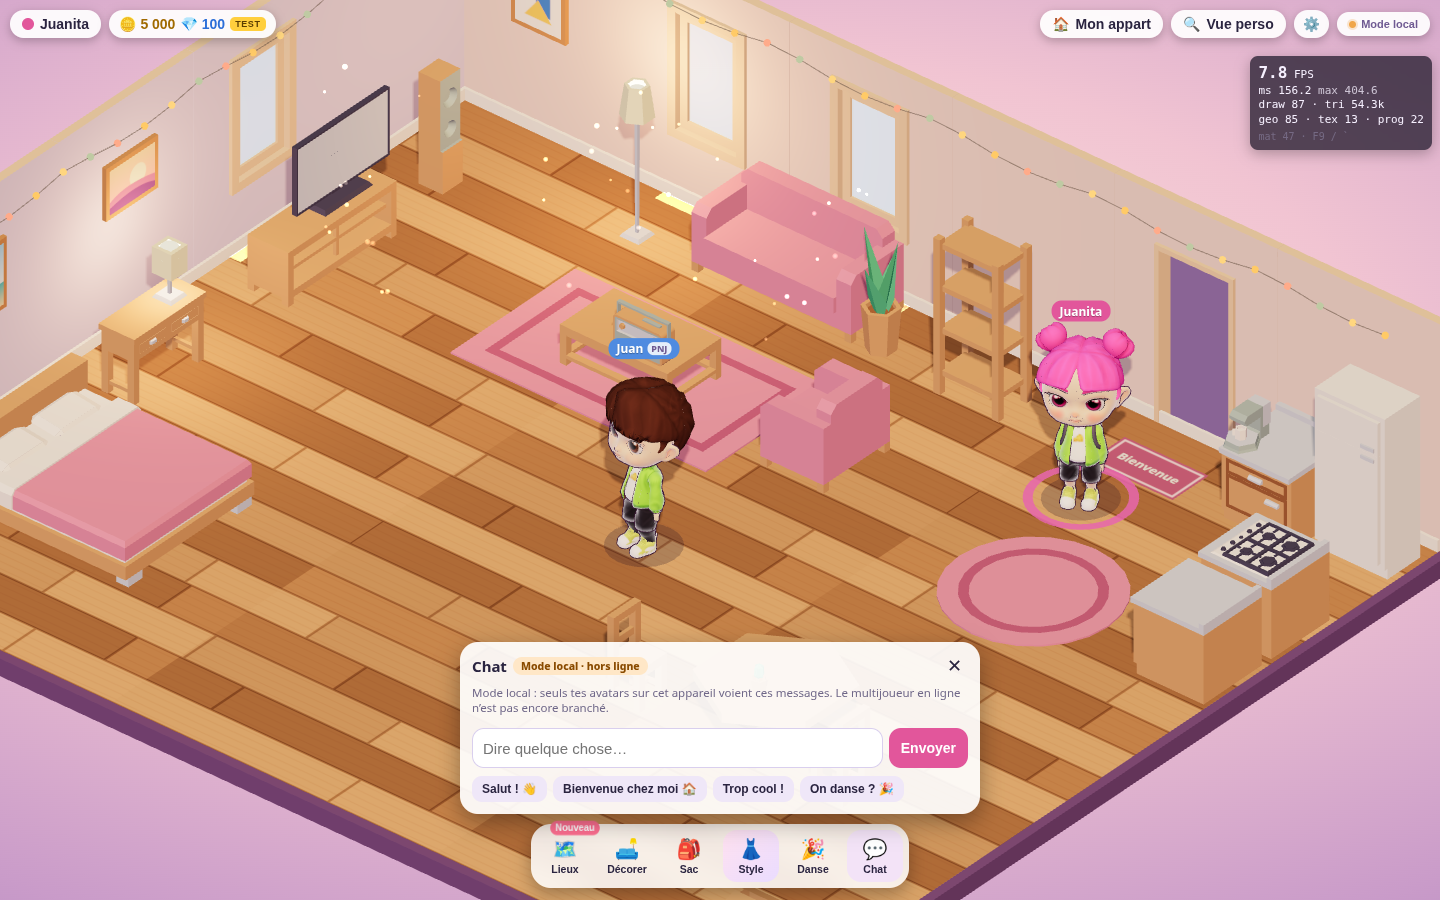 Juanita
5 000 100 TEST
Mon appart
Vue perso
Mode local
7.8 FPS
ms 156.2 max 404.6
draw 87 · tri 54.3k
geo 85 · tex 13 · prog 22
mat 47 · F9 / `
Juanita
Juan PNJ
Bienvenue
Chat Mode local · hors ligne
Mode local : seuls tes avatars sur cet appareil voient ces messages. Le multijoueur en ligne
n'est pas encore branché.
Dire quelque chose…
Envoyer
Salut ! 👋
Bienvenue chez moi 🏠
Trop cool !
On danse ? 🎉
Nouveau
Lieux
Décorer
Sac
Style
Danse
Chat